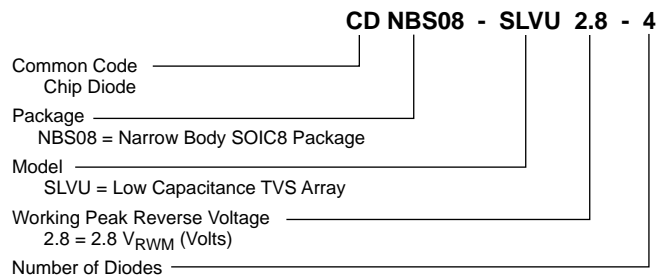 CD NBS08 - SLVU 2.8 - 4
Common Code
Chip Diode
Package
NBS08 = Narrow Body SOIC8 Package
Model
SLVU = Low Capacitance TVS Array
Working Peak Reverse Voltage
2.8 = 2.8 VRWM (Volts)
Number of Diodes